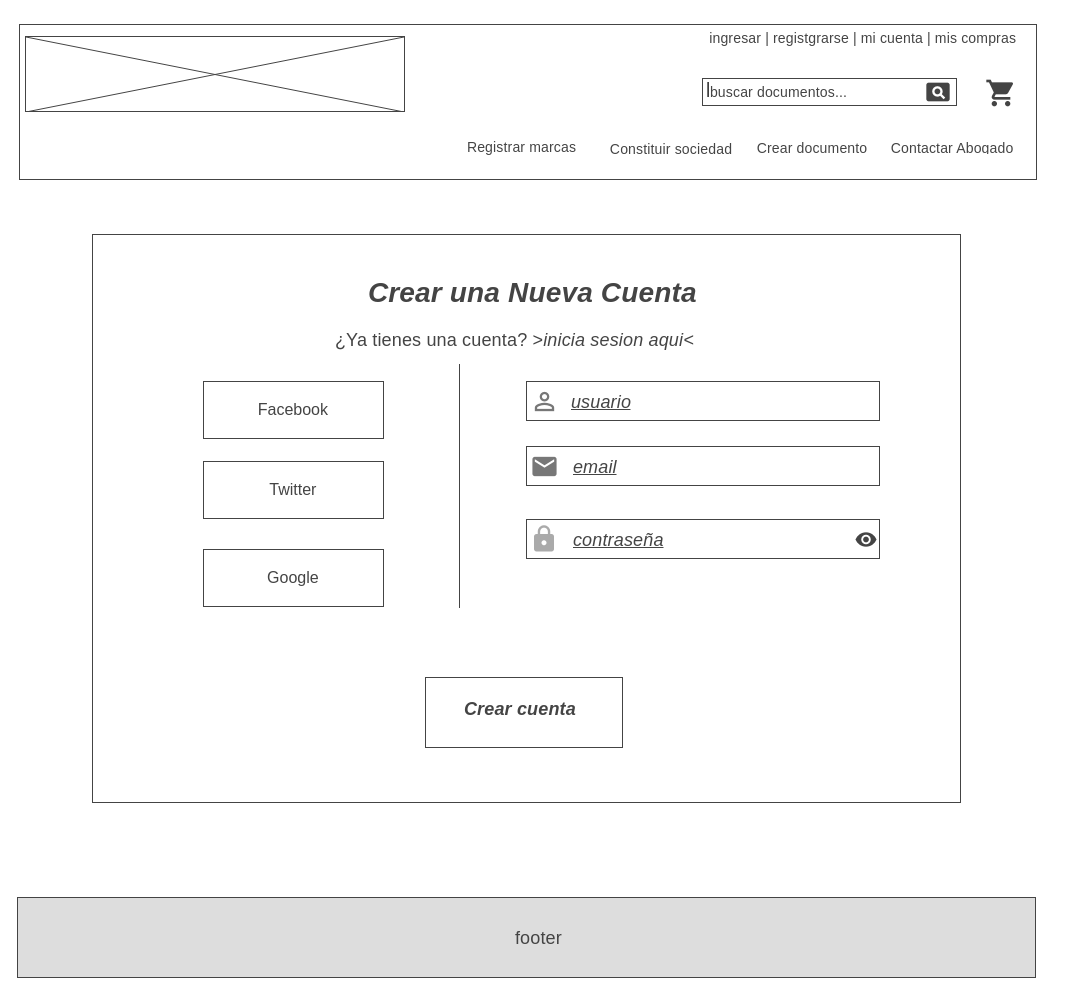 ingresar | registgrarse | mi cuenta | mis compras
buscar documentos...
Registrar marcas Constituir sociedad Crear documento Contactar Abogado
Crear una Nueva Cuenta
¿Ya tienes una cuenta? >inicia sesion aqui<
Facebook
Twitter
Google
usuario
email
contraseña
Crear cuenta
footer